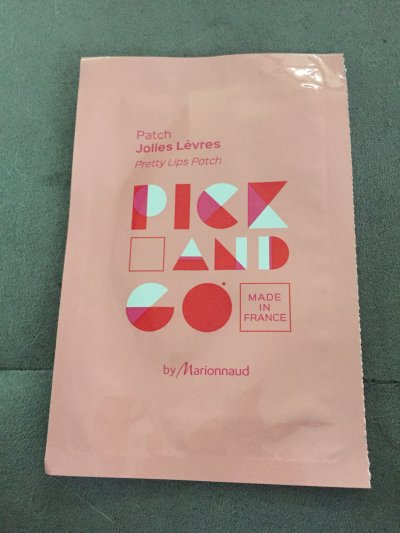 Patch
Jolies Lèvres
Pretty Lips Patch
PICK
AND
GO*
MADE
IN
FRANCE
by Marionnaud